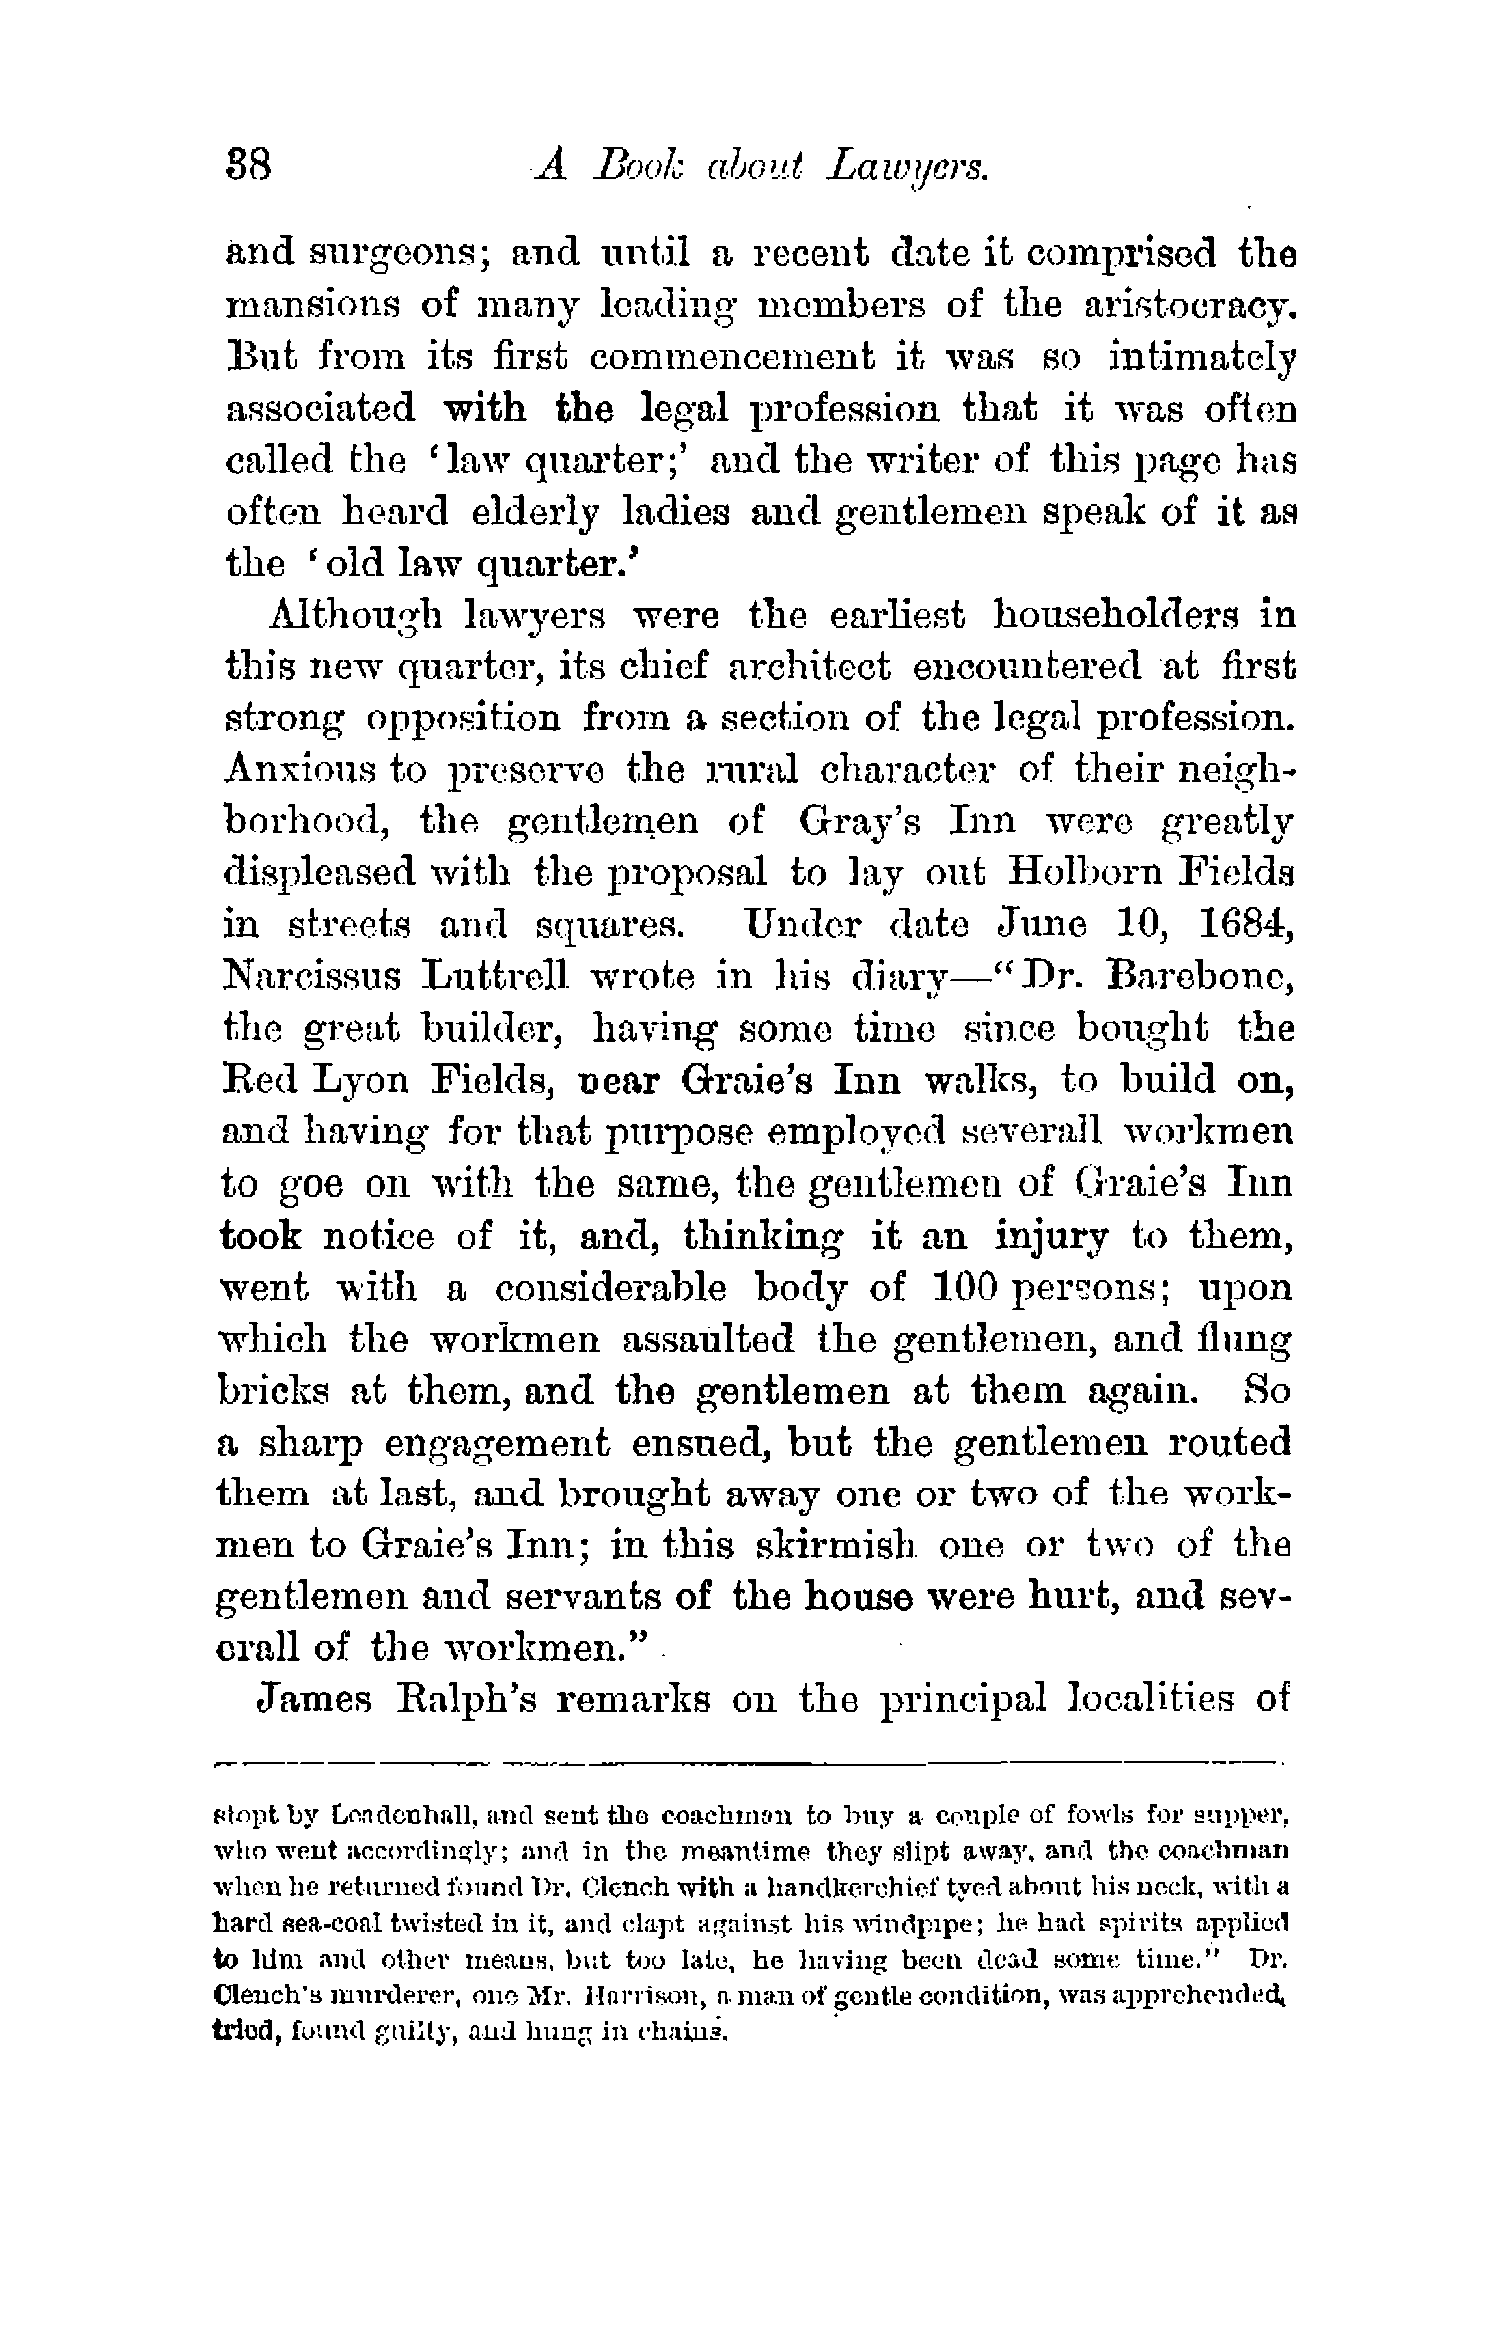 38 A Book about Lawyers.
and surgeons; and until a recent date it comprised the
mansions of many leading members of the aristocracy.
But from its first commencement it was so intimately
associated with the legal profession that it was often
called the ‘law quarter;’ and the writer of this page has
often heard elderly ladies and gentlemen speak of it as
the ‘old law quarter.’
Although lawyers were the earliest householders in
this new quarter, its chief architect encountered at first
strong opposition from a section of the legal profession.
Anxious to preserve the rural character of their neigh-
borhood, the gentlemen of Gray's Inn were greatly
displeased with the proposal to lay out Holborn Fields
in streets and squares. Under date June 10, 1684,
Narcissus Luttrell wrote in his diary—“Dr. Barebone,
the great builder, having some time since bought the
Red Lyon Fields, near Graie's Inn walks, to build on,
and having for that purpose employed severall workmen
to goe on with the same, the gentlemen of Graie's Inn
took notice of it, and, thinking it an injury to them,
went with a considerable body of 100 persons; upon
which the workmen assaulted the gentlemen, and flung
bricks at them, and the gentlemen at them again. So
a sharp engagement ensued, but the gentlemen routed
them at last, and brought away one or two of the work-
men to Graie's Inn; in this skirmish one or two of the
gentlemen and servants of the house were hurt, and sev-
erall of the workmen.”
James Ralph's remarks on the principal localities of
stopt by Leadenhall, and sent the coachman to buy a couple of fowls for supper,
who went accordingly; and in the meantime they slipt away, and the coachman
when he returned found Dr. Clench with a handkerchief tyed about his neck, with a
hard sea-coal twisted in it, and clapt against his windpipe; he had spirits applied
to him and other means, but too late, he having been dead some time.” Dr.
Clench's murderer, one Mr. Harrison, a man of gentle condition, was apprehended,
tried, found guilty, and hung in chains.